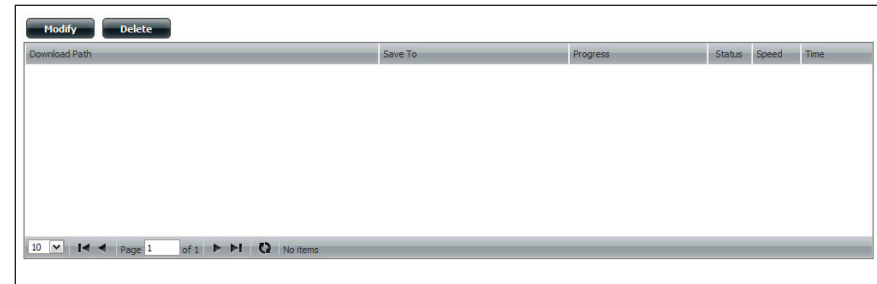 Modify Delete
Download Path Save To Progress Status Speed Time
10 Page 1 of 1 No items